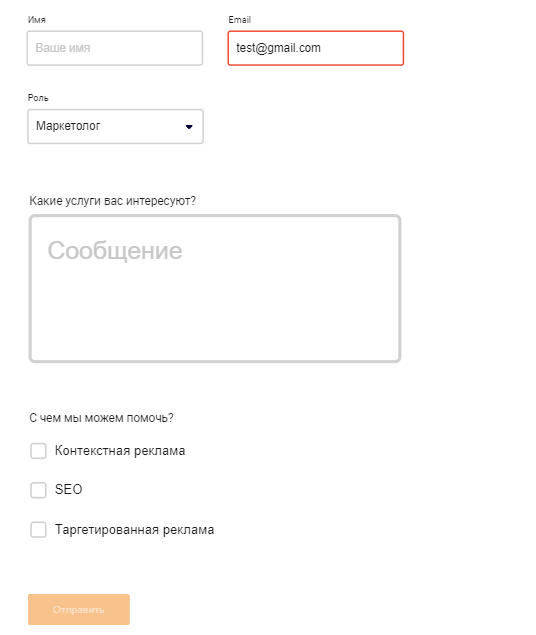 Имя
Email
Ваше имя
test@gmail.com
Роль
Маркетолог
Какие услуги вас интересуют?
Сообщение
С чем мы можем помочь?
Контекстная реклама
SEO
Таргетированная реклама
Отправить